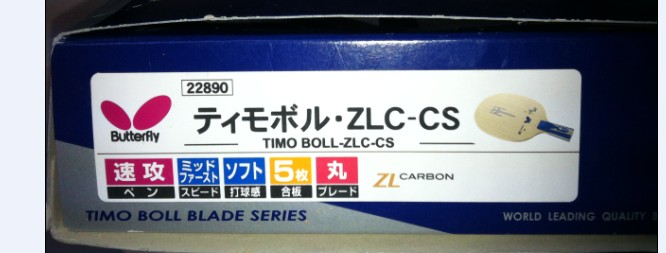 22890
Butterfly
ティモボル・ZLC-CS
TIMO BOLL-ZLC-CS
速攻 ミッドファースト ソフト 5枚 丸
ペン スピード 打球感 合板 ブレード
ZL CARBON
TIMO BOLL BLADE SERIES
WORLD LEADING QUALITY